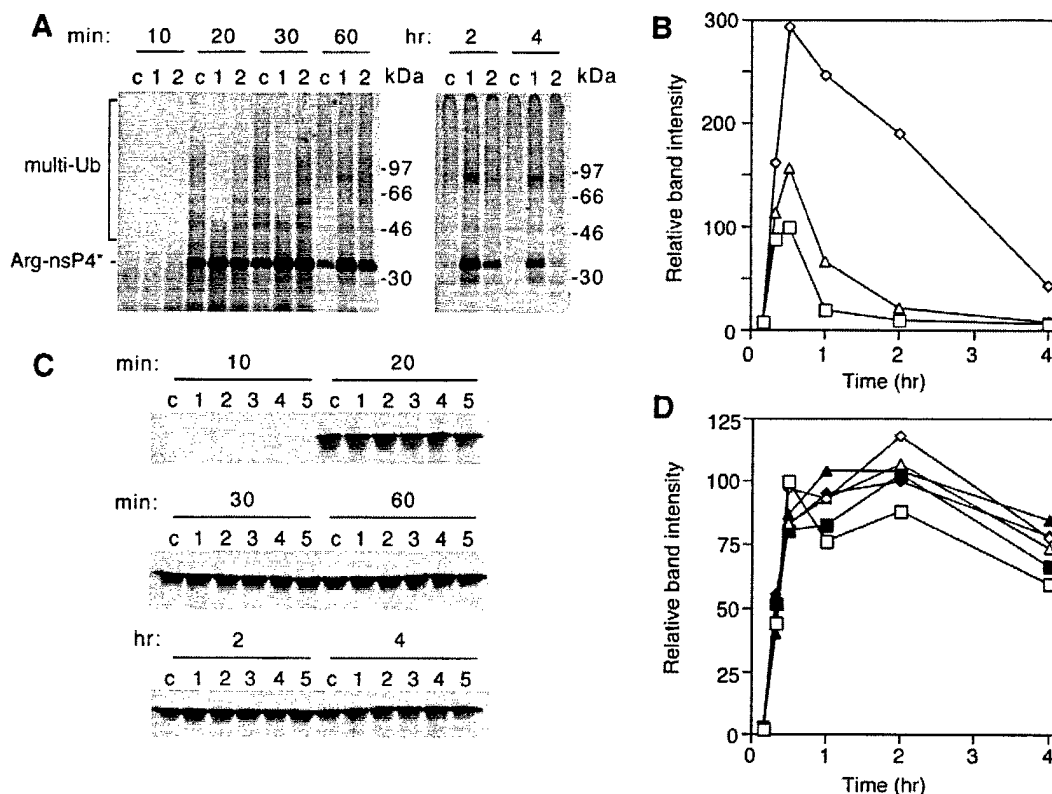 A
min: 10 20 30 60 hr: 2 4
c 1 2 c 1 2 c 1 2 c 1 2 kDa c 1 2 c 1 2 kDa
multi-Ub
-97 -97
-66 -66
-46 -46
Arg-nsP4* -
-30 -30
B
300
200
100
0
Relative band intensity
0 1 2 3 4
Time (hr)
C
min: 10 20
c 1 2 3 4 5 c 1 2 3 4 5
min: 30 60
c 1 2 3 4 5 c 1 2 3 4 5
hr: 2 4
c 1 2 3 4 5 c 1 2 3 4 5
D
125
100
75
50
25
0
Relative band intensity
0 1 2 3 4
Time (hr)